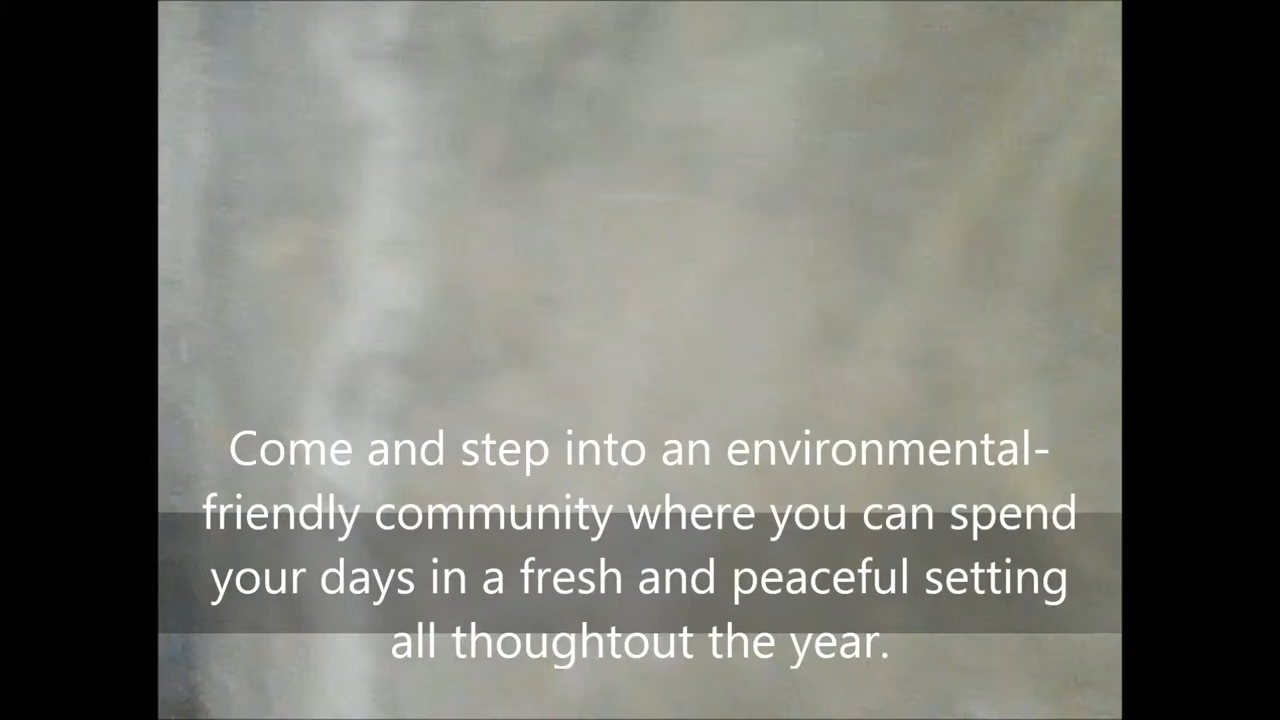 Come and step into an environmental-
friendly community where you can spend
your days in a fresh and peaceful setting
all thoughtout the year.